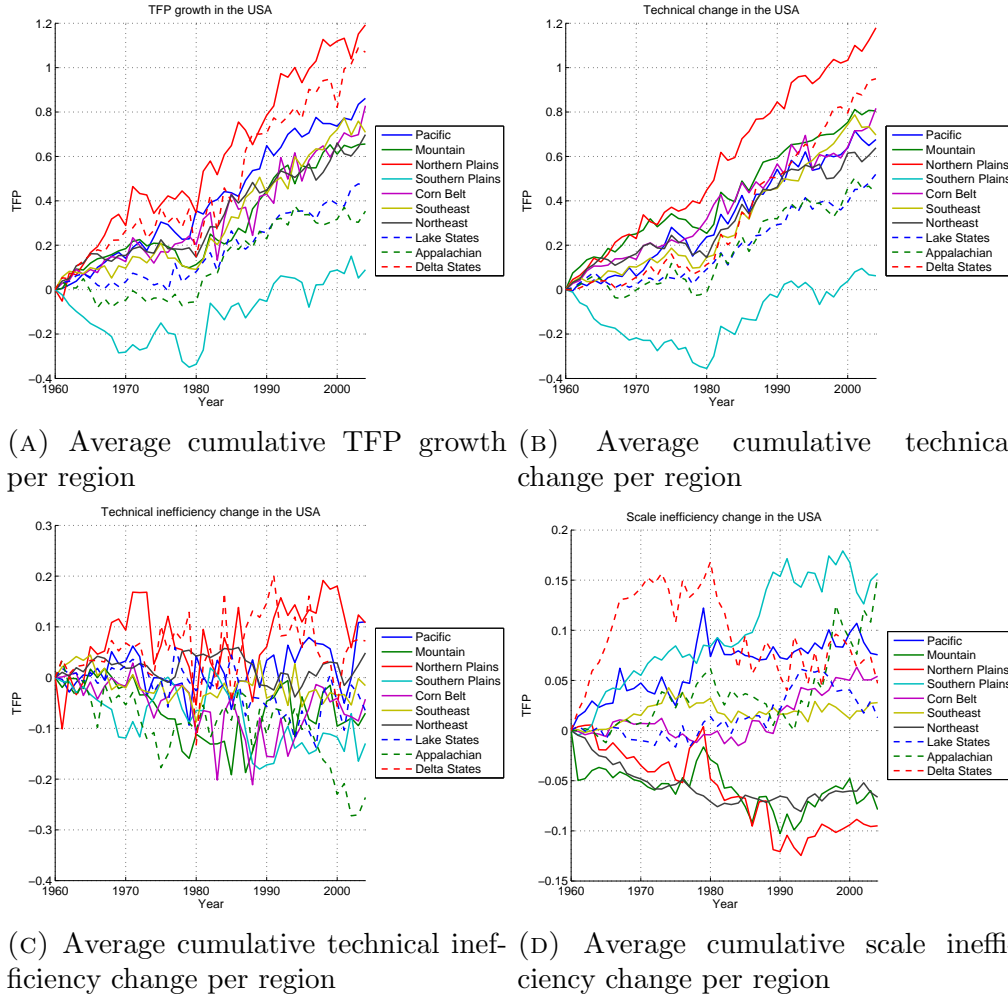 TFP growth in the USA
1.2
1
0.8
0.6
0.4
0.2
0
−0.2
−0.4
TFP
1960 1970 1980 1990 2000
Year
Pacific
Mountain
Northern Plains
Southern Plains
Corn Belt
Southeast
Northeast
Lake States
Appalachian
Delta States
(A) Average cumulative TFP growth
per region
Technical change in the USA
1.2
1
0.8
0.6
0.4
0.2
0
−0.2
−0.4
TFP
1960 1970 1980 1990 2000
Year
Pacific
Mountain
Northern Plains
Southern Plains
Corn Belt
Southeast
Northeast
Lake States
Appalachian
Delta States
(B) Average cumulative technica
change per region
Technical inefficiency change in the USA
0.3
0.2
0.1
0
−0.1
−0.2
−0.3
−0.4
TFP
1960 1970 1980 1990 2000
Year
Pacific
Mountain
Northern Plains
Southern Plains
Corn Belt
Southeast
Northeast
Lake States
Appalachian
Delta States
(C) Average cumulative technical inef-
ficiency change per region
Scale inefficiency change in the USA
0.2
0.15
0.1
0.05
0
−0.05
−0.1
−0.15
TFP
1960 1970 1980 1990 2000
Year
Pacific
Mountain
Northern Plains
Southern Plains
Corn Belt
Southeast
Northeast
Lake States
Appalachian
Delta States
(D) Average cumulative scale ineffi
ciency change per region